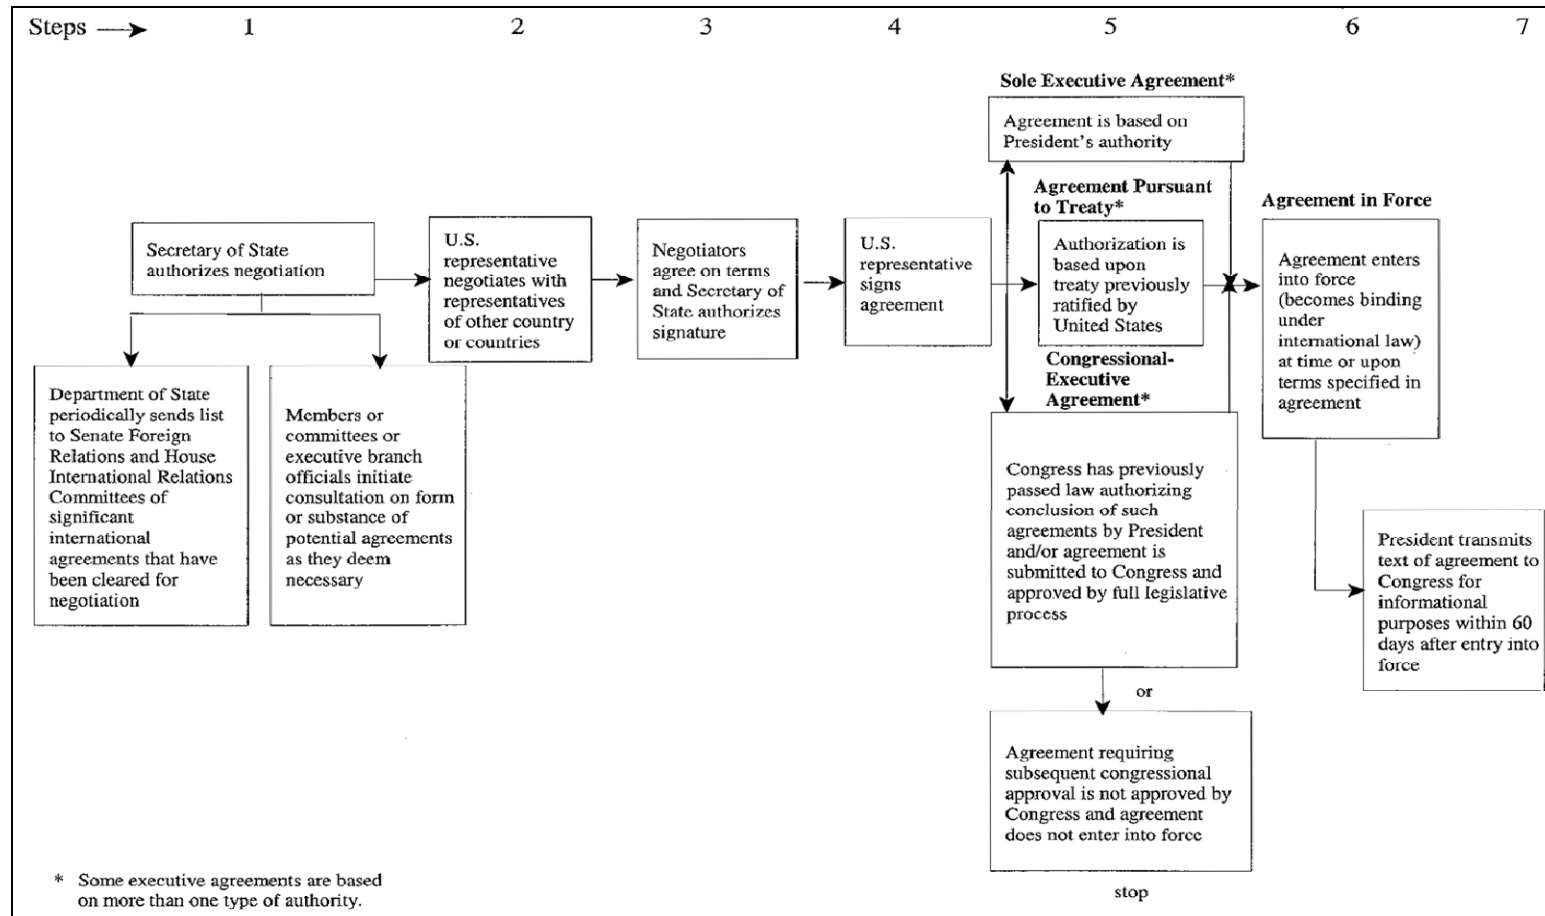 Steps 1 2 3 4 5 6 7
Secretary of State
authorizes negotiation
Department of State
periodically sends list
to Senate Foreign
Relations and House
International Relations
Committees of
significant
international
agreements that have
been cleared for
negotiation
Members or
committees or
executive branch
officials initiate
consultation on form
or substance of
potential agreements
as they deem
necessary
U.S.
representative
negotiates with
representatives
of other country
or countries
Negotiators
agree on terms
and Secretary of
State authorizes
signature
U.S.
representative
signs
agreement
Sole Executive Agreement*
Agreement is based on
President's authority
Agreement Pursuant
to Treaty*
Authorization is
based upon
treaty previously
ratified by
United States
Congressional-
Executive
Agreement*
Congress has previously
passed law authorizing
conclusion of such
agreements by President
and/or agreement is
submitted to Congress and
approved by full legislative
process
or
Agreement requiring
subsequent congressional
approval is not approved by
Congress and agreement
does not enter into force
stop
Agreement in Force
Agreement enters
into force
(becomes binding
under
international law)
at time or upon
terms specified in
agreement
President transmits
text of agreement to
Congress for
informational
purposes within 60
days after entry into
force
* Some executive agreements are based
on more than one type of authority.